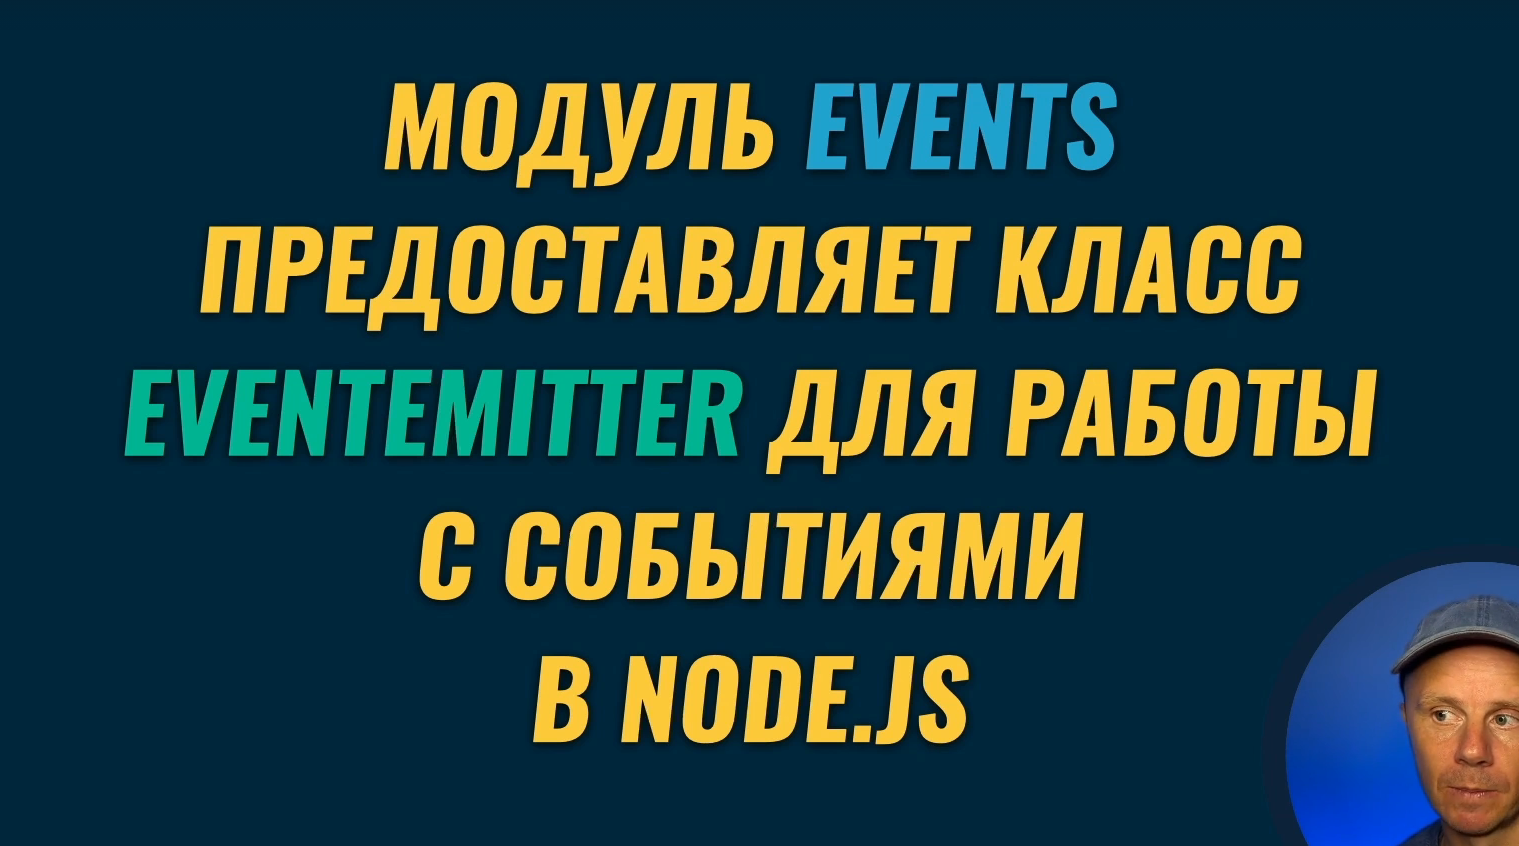 МОДУЛЬ EVENTS
ПРЕДОСТАВЛЯЕТ КЛАСС
EVENTEMITTER ДЛЯ РАБОТЫ
С СОБЫТИЯМИ
В NODE.JS